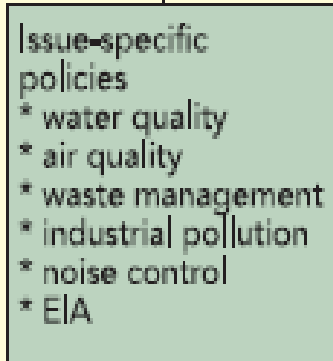 Issue-specific
policies
* water quality
* air quality
* waste management
* industrial pollution
* noise control
* EIA